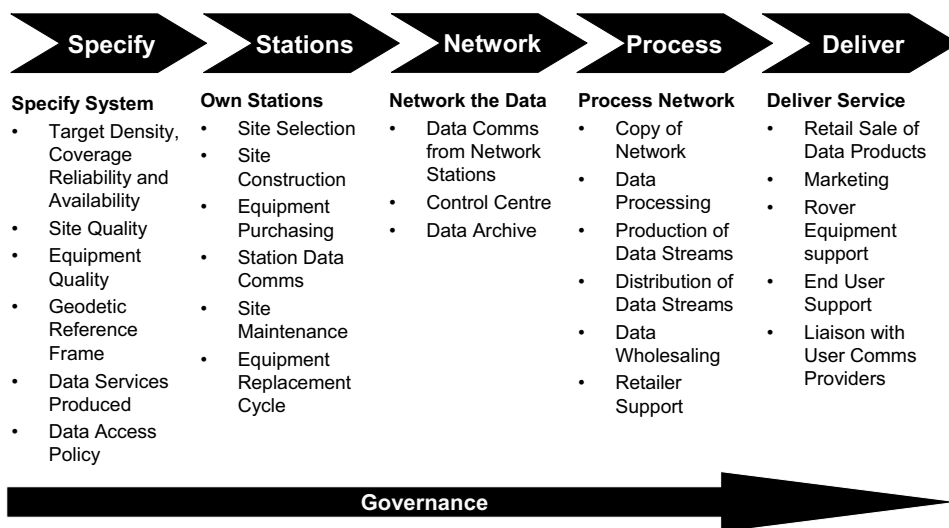 Specify
Stations
Network
Process
Deliver
Specify System
• Target Density,
Coverage
Reliability and
Availability
• Site Quality
• Equipment
Quality
• Geodetic
Reference
Frame
• Data Services
Produced
• Data Access
Policy
Own Stations
• Site Selection
• Site
Construction
• Equipment
Purchasing
• Station Data
Comms
• Site
Maintenance
• Equipment
Replacement
Cycle
Network the Data
• Data Comms
from Network
Stations
• Control Centre
• Data Archive
Process Network
• Copy of
Network
• Data
Processing
• Production of
Data Streams
• Distribution of
Data Streams
• Data
Wholesaling
• Retailer
Support
Deliver Service
• Retail Sale of
Data Products
• Marketing
• Rover
Equipment
support
• End User
Support
• Liaison with
User Comms
Providers
Governance